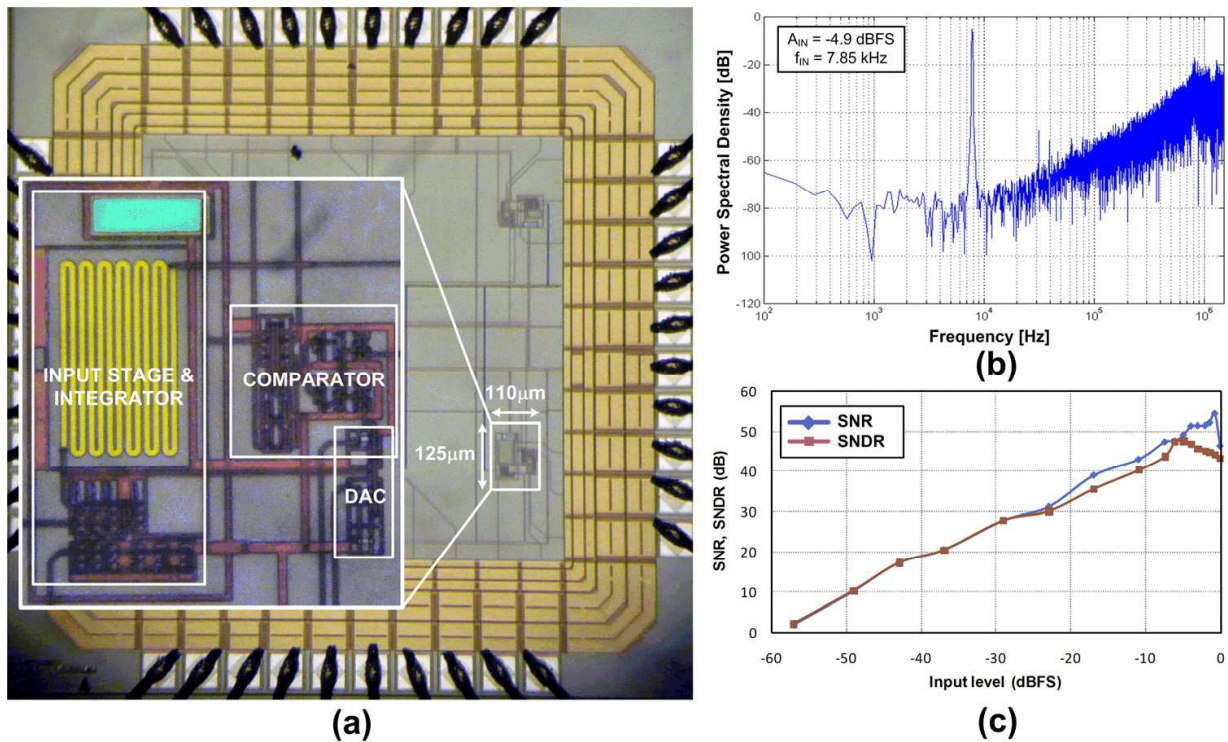 INPUT STAGE &
INTEGRATOR
COMPARATOR
DAC
110µm
125µm
(a)
A_IN = -4.9 dBFS
f_IN = 7.85 kHz
Power Spectral Density [dB]
0
-20
-40
-60
-80
-100
-120
10^2
10^3
10^4
10^5
10^6
Frequency [Hz]
(b)
SNR
SNDR
SNR, SNDR (dB)
60
50
40
30
20
10
0
-60
-50
-40
-30
-20
-10
0
Input level (dBFS)
(c)